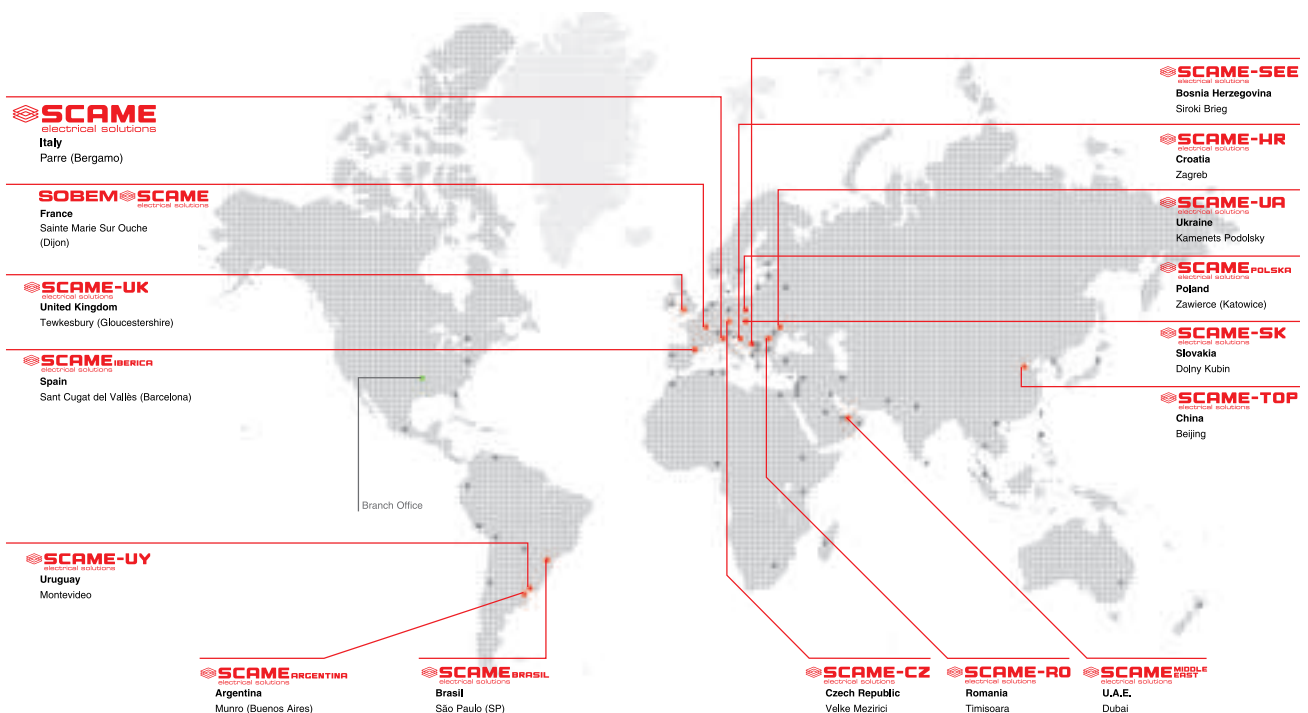 SCAME
electrical solutions
Italy
Parre (Bergamo)
SOBEM SCAME
electrical solutions
France
Sainte Marie Sur Ouche
(Dijon)
SCAME-UK
electrical solutions
United Kingdom
Tewkesbury (Gloucestershire)
SCAME IBERICA
electrical solutions
Spain
Sant Cugat del Vallès (Barcelona)
Branch Office
SCAME-UY
electrical solutions
Uruguay
Montevideo
SCAME ARGENTINA
electrical solutions
Argentina
Munro (Buenos Aires)
SCAME BRASIL
electrical solutions
Brasil
São Paulo (SP)
SCAME-SEE
electrical solutions
Bosnia Herzegovina
Siroki Brieg
SCAME-HR
electrical solutions
Croatia
Zagreb
SCAME-UA
electrical solutions
Ukraine
Kamenets Podolsky
SCAME POLSKA
electrical solutions
Poland
Zawierce (Katowice)
SCAME-SK
electrical solutions
Slovakia
Dolny Kubin
SCAME-TOP
electrical solutions
China
Beijing
SCAME-CZ
electrical solutions
Czech Republic
Velke Mezirici
SCAME-RO
electrical solutions
Romania
Timisoara
SCAME MIDDLE EAST
electrical solutions
U.A.E.
Dubai